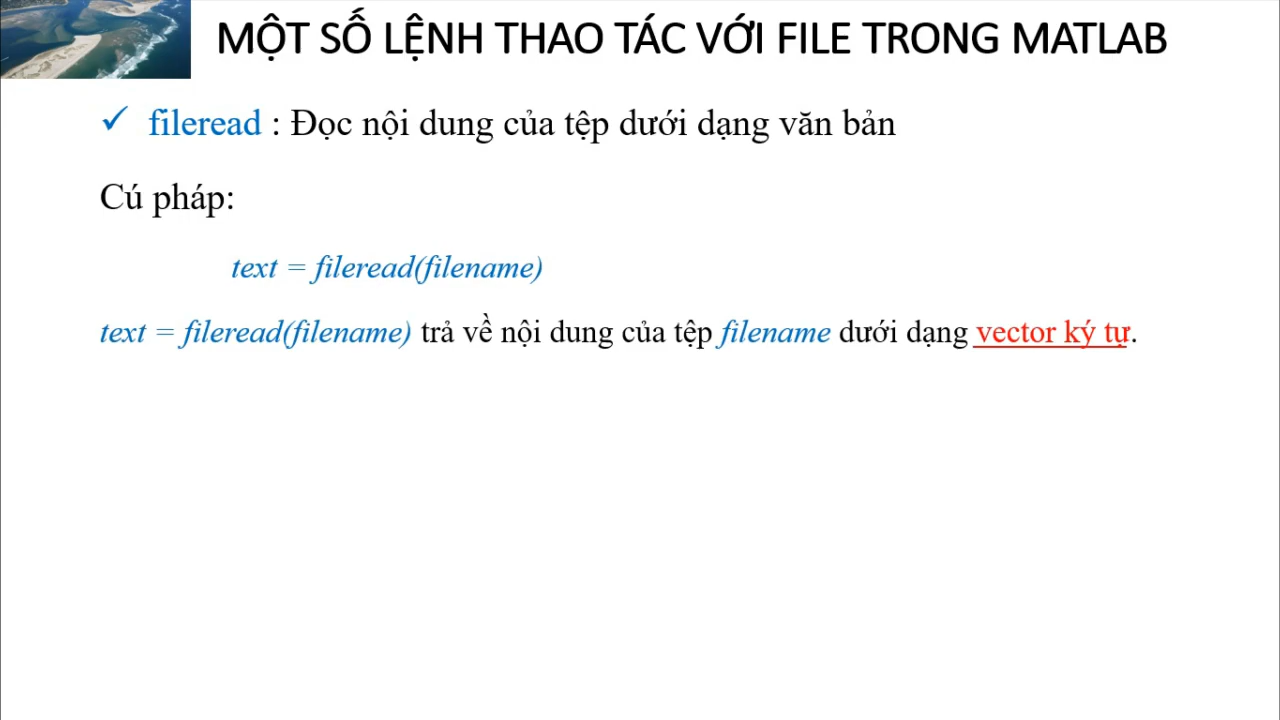 MỘT SỐ LỆNH THAO TÁC VỚI FILE TRONG MATLAB
✓ fileread : Đọc nội dung của tệp dưới dạng văn bản
Cú pháp:
text = fileread(filename)
text = fileread(filename) trả về nội dung của tệp filename dưới dạng vector ký tự.